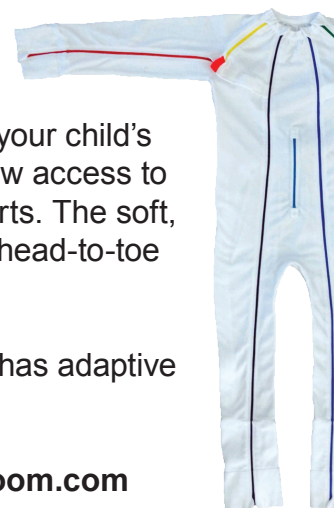 your child's
w access to
rts. The soft,
head-to-toe
has adaptive
oom.com